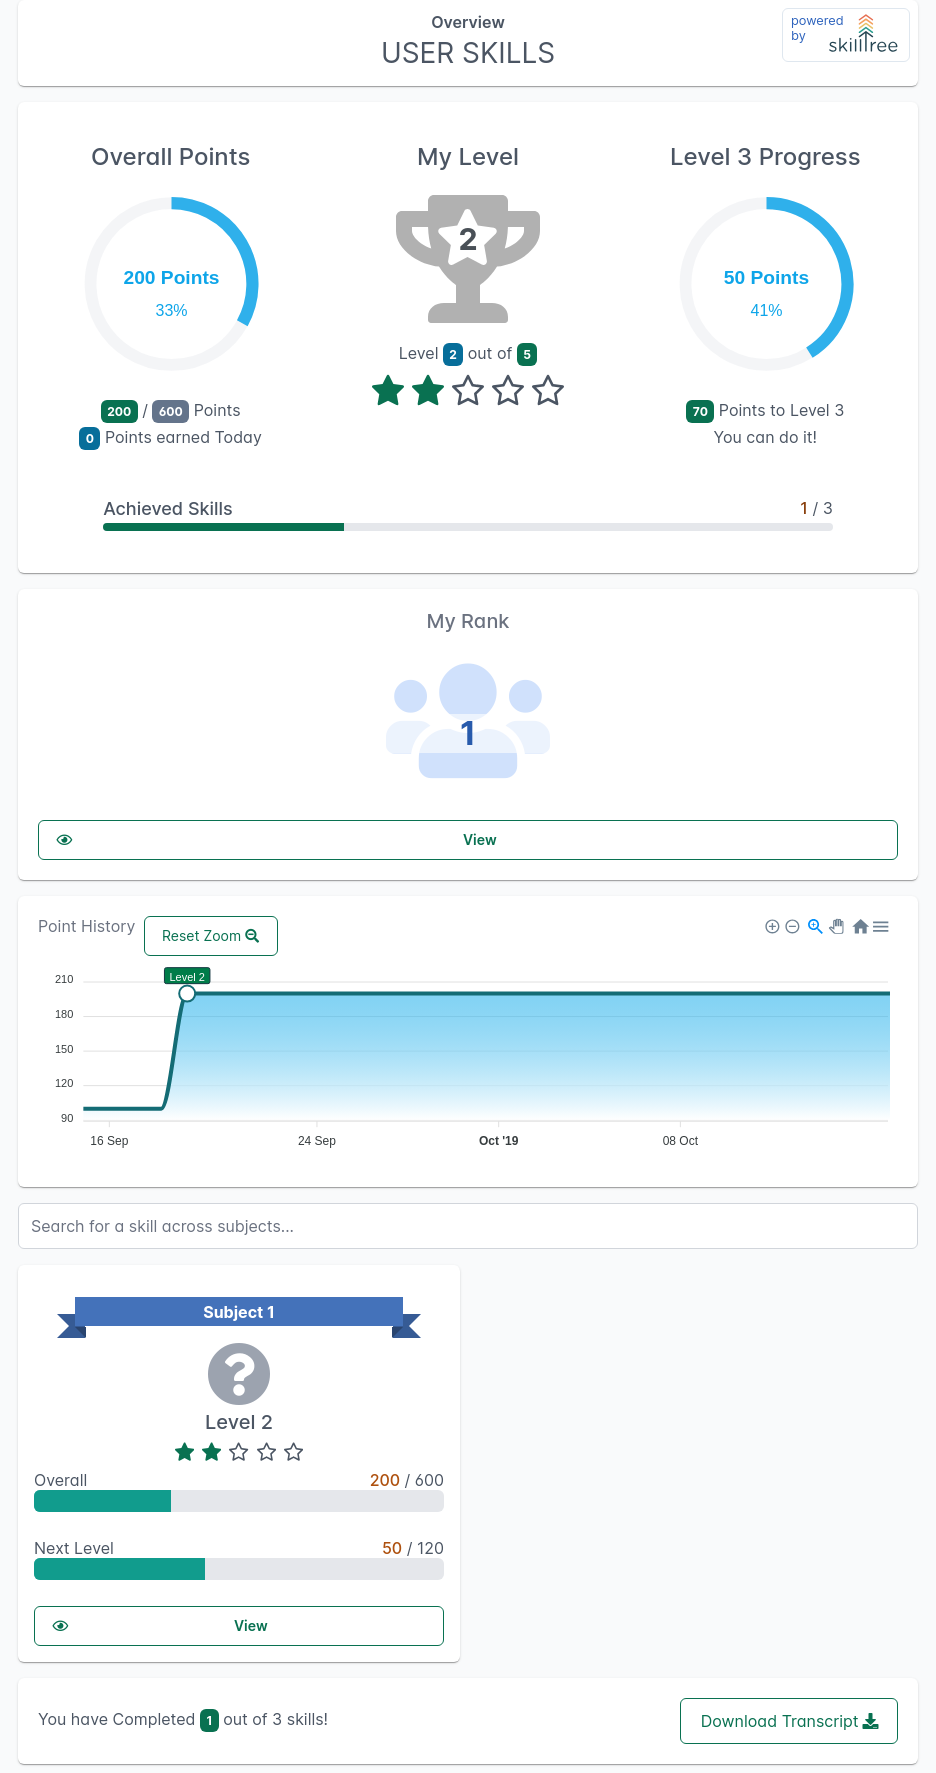 Overview
USER SKILLS
powered
by
skilltree
Overall Points
200 Points
33%
200 / 600 Points
0 Points earned Today
My Level
2
Level 2 out of 5
Level 3 Progress
50 Points
41%
70 Points to Level 3
You can do it!
Achieved Skills
1 / 3
My Rank
1
View
Point History
Reset Zoom
Level 2
210
180
150
120
90
16 Sep
24 Sep
Oct '19
08 Oct
Search for a skill across subjects...
Subject 1
Level 2
Overall
200 / 600
Next Level
50 / 120
View
You have Completed 1 out of 3 skills!
Download Transcript